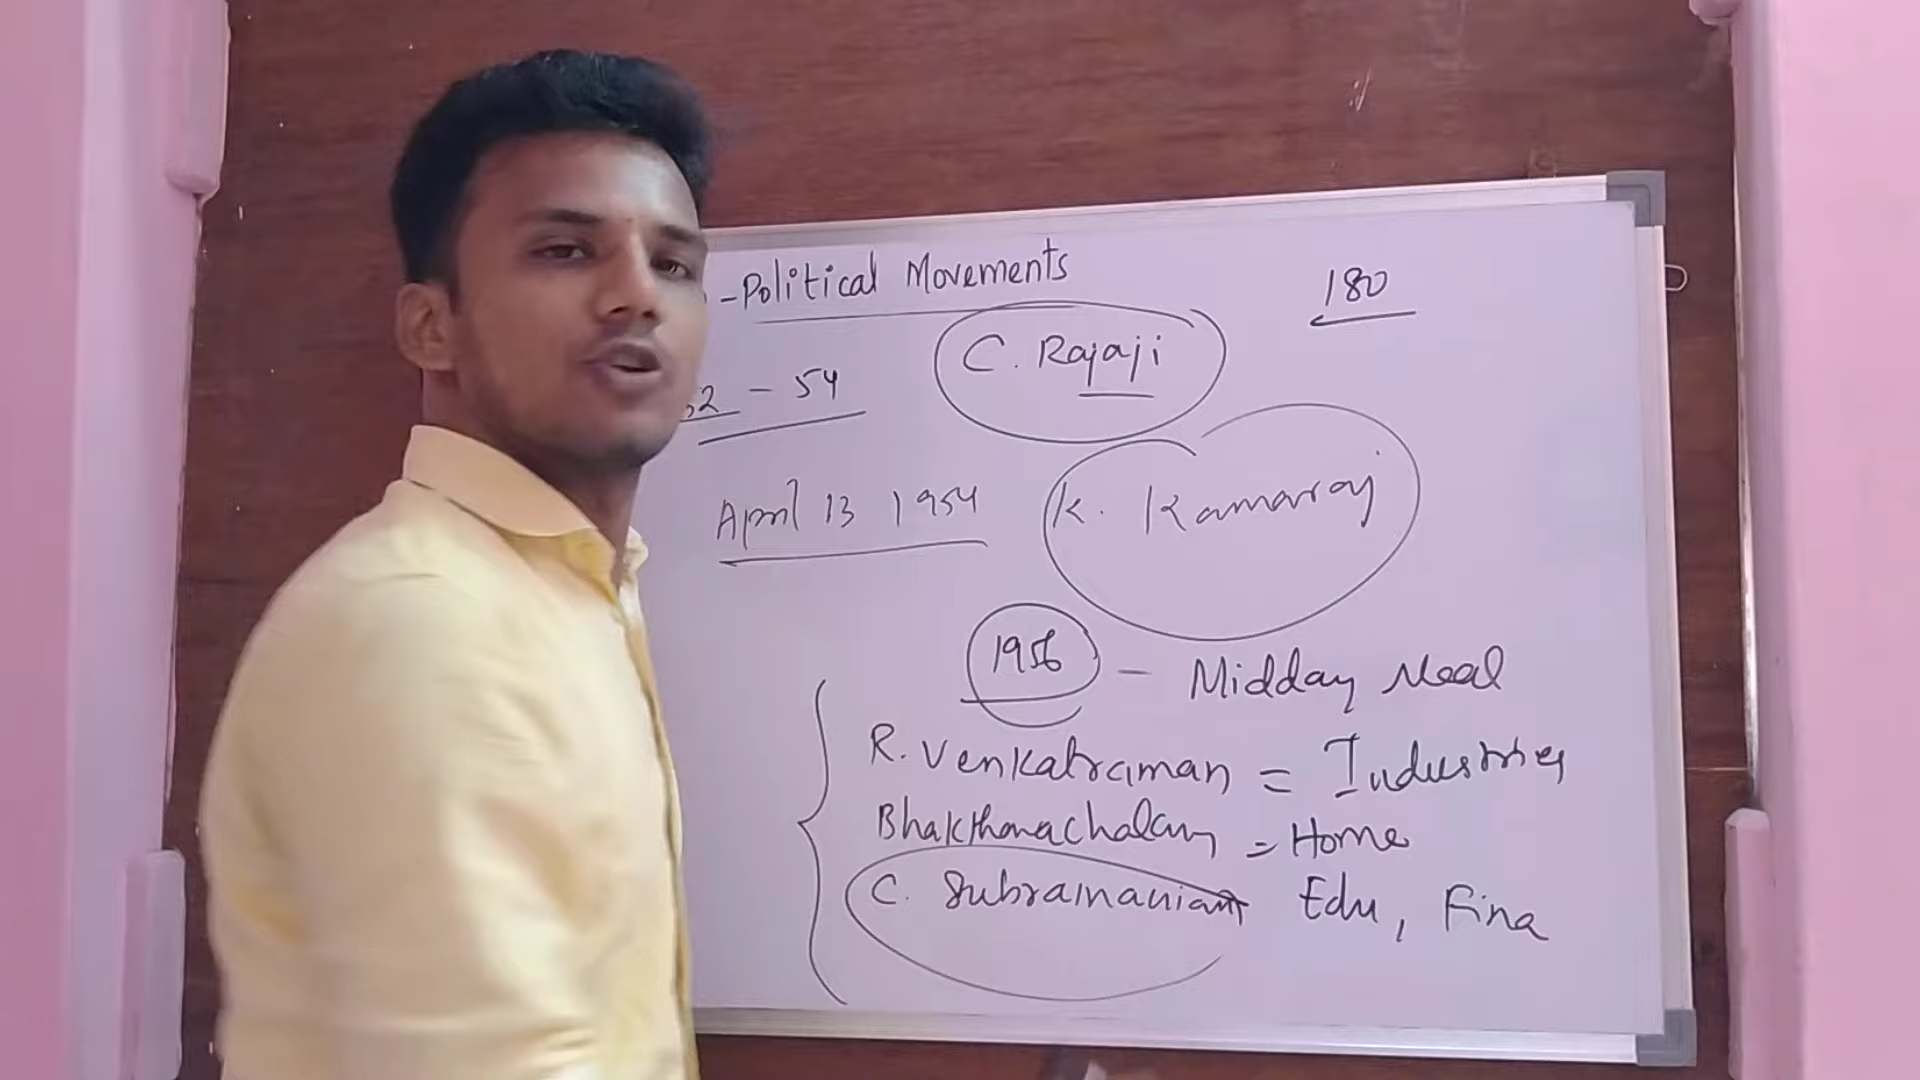 -Political Movements
180
C. Rajaji
52 - 54
April 13 1954
K. Kamaraj
1956 - Midday Meal
R. Venkatraman = Industries
Bhakthavachalam = Home
C. Subramaniam Edu, Fina